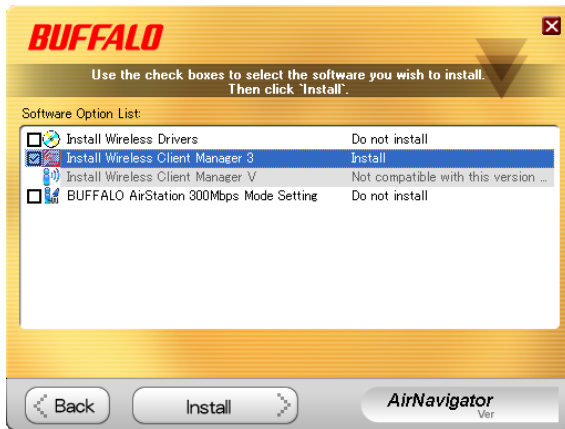 BUFFALO
Use the check boxes to select the software you wish to install.
Then click `Install`.
Software Option List:
Install Wireless Drivers Do not install
Install Wireless Client Manager 3 Install
Install Wireless Client Manager V Not compatible with this version ...
BUFFALO AirStation 300Mbps Mode Setting Do not install
Back
Install
AirNavigator
Ver